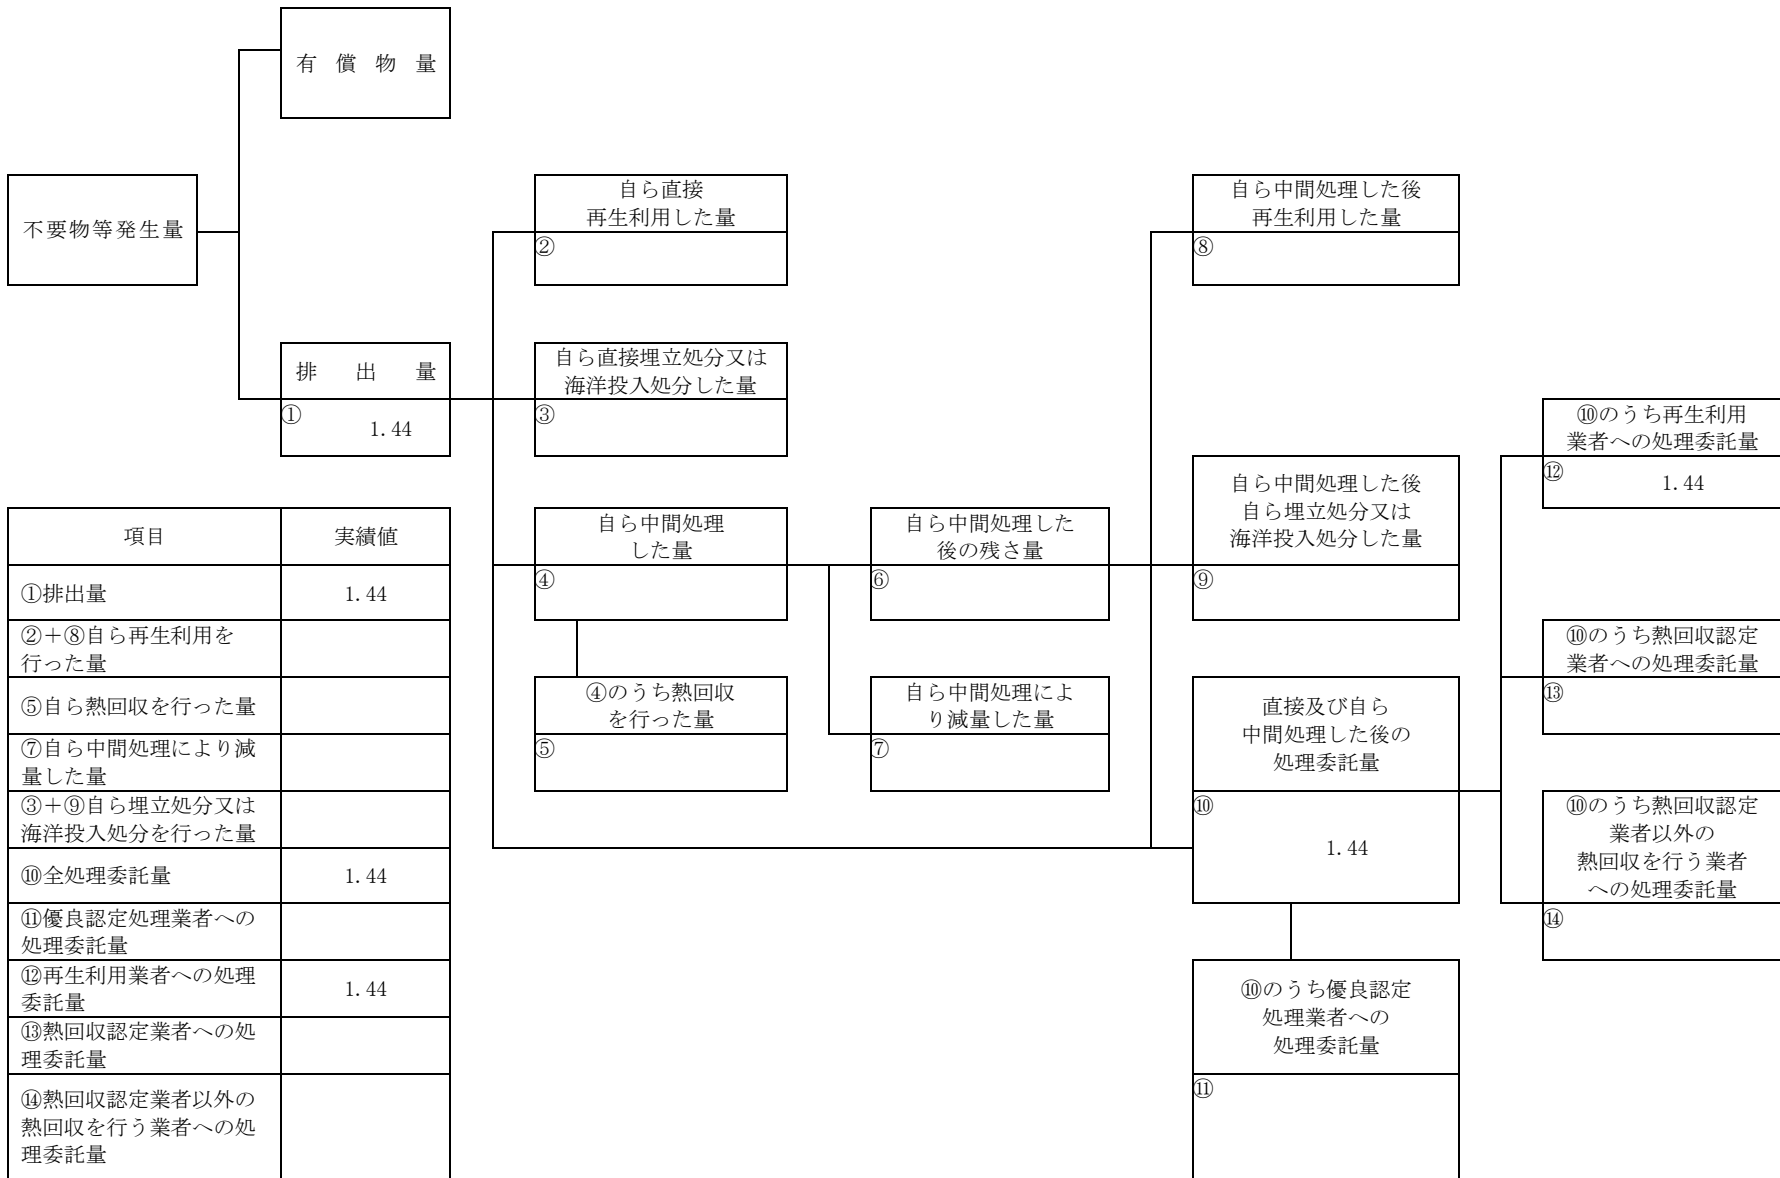 有償物量
不要物等発生量
自ら直接
再生利用した量
②
自ら中間処理した後
再生利用した量
⑧
排出量
①
1.44
自ら直接埋立処分又は
海洋投入処分した量
③
⑩のうち再生利用
業者への処理委託量
⑫
1.44
自ら中間処理
した量
④
自ら中間処理した
後の残さ量
⑥
自ら中間処理した後
自ら埋立処分又は
海洋投入処分した量
⑨
⑩のうち熱回収認定
業者への処理委託量
⑬
④のうち熱回収
を行った量
⑤
自ら中間処理によ
り減量した量
⑦
直接及び自ら
中間処理した後の
処理委託量
⑩
1.44
⑩のうち熱回収認定
業者以外の
熱回収を行う業者
への処理委託量
⑭
⑩のうち優良認定
処理業者への
処理委託量
⑪
項目 実績値
①排出量 1.44
②+⑧自ら再生利用を
行った量
⑤自ら熱回収を行った量
⑦自ら中間処理により減
量した量
③+⑨自ら埋立処分又は
海洋投入処分を行った量
⑩全処理委託量 1.44
⑪優良認定処理業者への
処理委託量
⑫再生利用業者への処理
委託量 1.44
⑬熱回収認定業者への処
理委託量
⑭熱回収認定業者以外の
熱回収を行う業者への処
理委託量